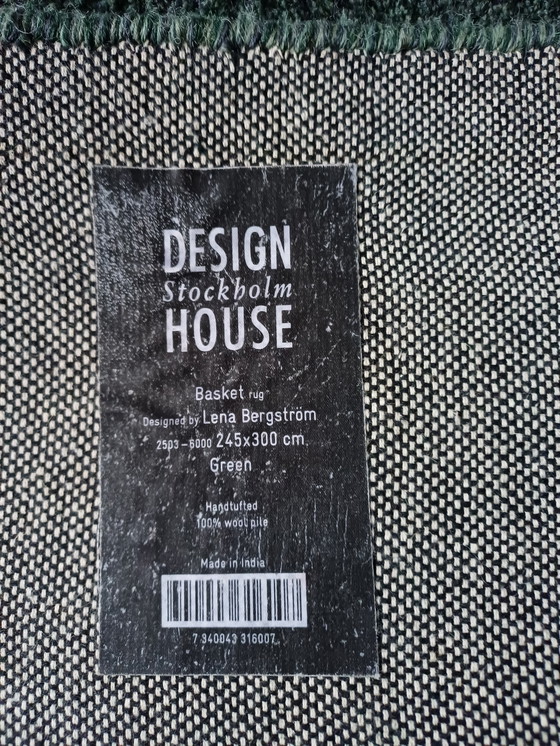 DESIGN
Stockholm
HOUSE
Basket rug
Designed by Lena Bergström
2503-6000 245x300 cm.
Green
Handtufted
100% wool pile
Made in India
7 340043 316007